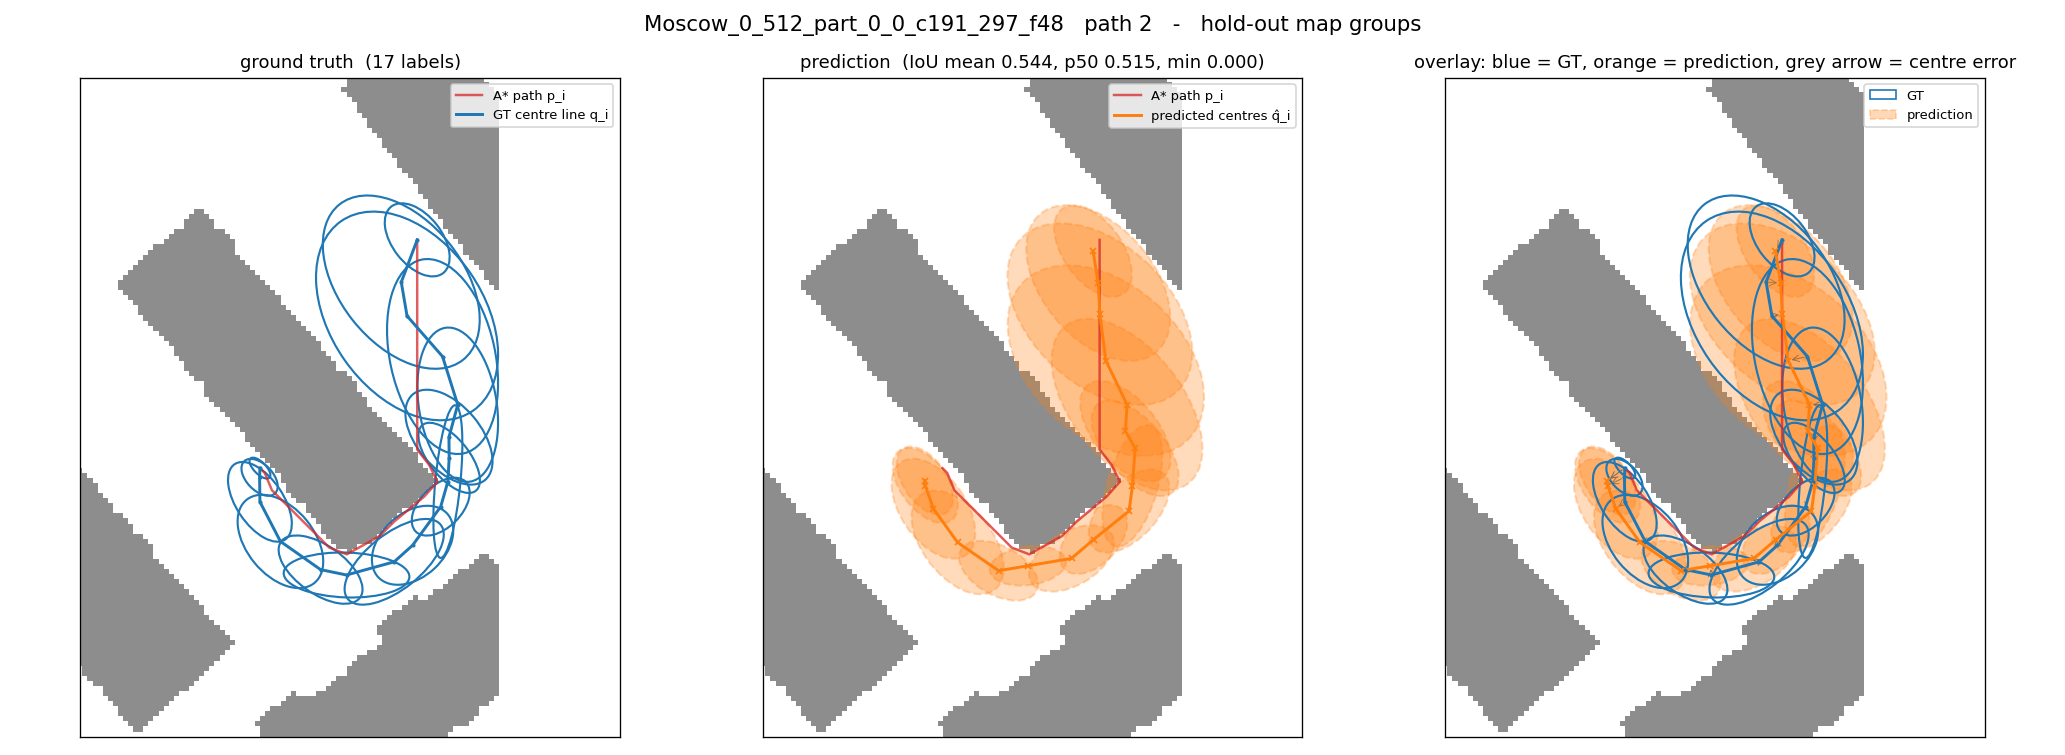 Moscow_0_512_part_0_0_c191_297_f48   path 2   -   hold-out map groups
ground truth  (17 labels)
A* path p_i
GT centre line q_i
prediction  (IoU mean 0.544, p50 0.515, min 0.000)
A* path p_i
predicted centres q̂_i
overlay: blue = GT, orange = prediction, grey arrow = centre error
GT
prediction